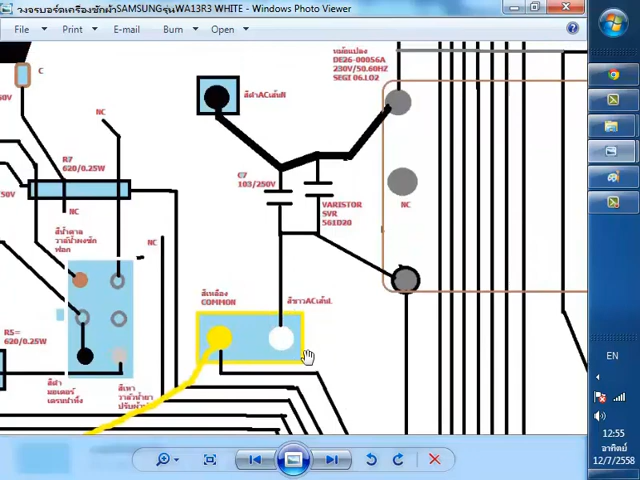 วงจรบอร์ดเครื่องซักผ้าSAMSUNGรุ่นWA13R3 WHITE - Windows Photo Viewer
File
Print
E-mail
Burn
Open
หม้อแปลง
DE26-00056A
230V/50.60HZ
SEGI 06.1O2
C
50V
สีดำACเส้นN
NC
R7
620/0.25W
50V
C7
103/250V
NC
VARISTOR
SVR
561D20
NC
NC
สีน้ำตาล
วาล์วน้ำผงซัก
ฟอก
สีเหลือง
COMMON
สีขาวACเส้นL
R5=
620/0.25W
สีดำ
มอเตอร์
เดรนน้ำทิ้ง
สีเทา
วาล์วน้ำยา
ปรับผ้านุ่ม
EN
12:55
อาทิตย์
12/7/2558